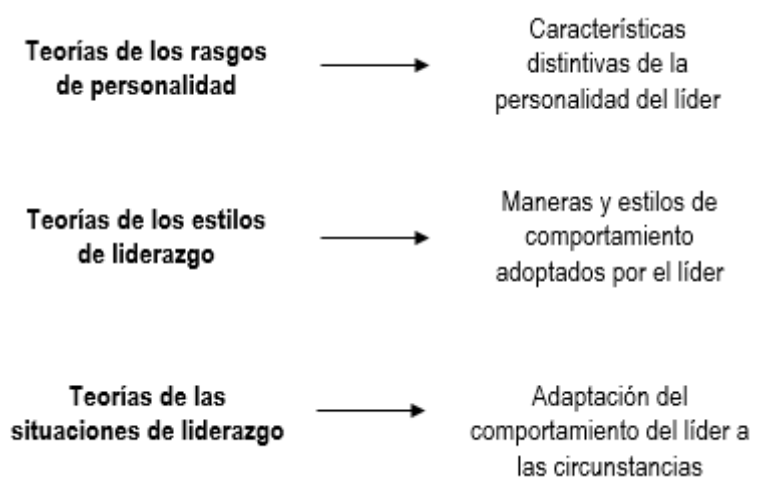 Teorías de los rasgos
de personalidad
Características
distintivas de la
personalidad del líder
Teorías de los estilos
de liderazgo
Maneras y estilos de
comportamiento
adoptados por el líder
Teorías de las
situaciones de liderazgo
Adaptación del
comportamiento del líder a
las circunstancias